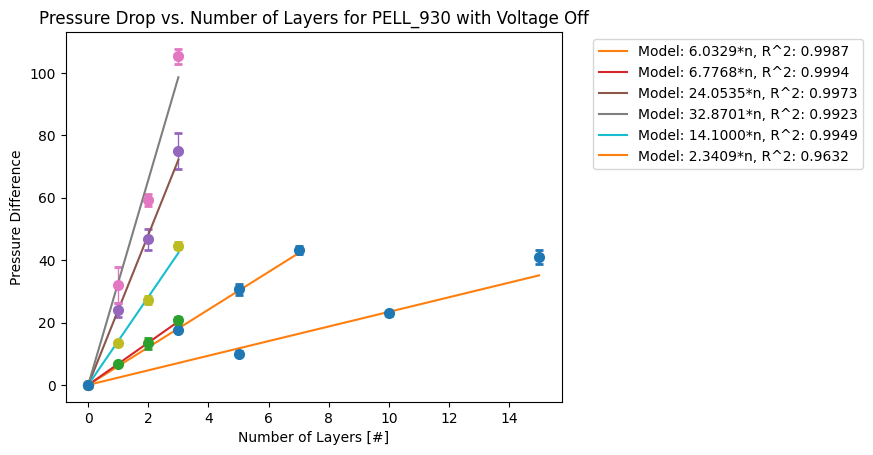 Pressure Drop vs. Number of Layers for PELL_930 with Voltage Off
Pressure Difference
100
80
60
40
20
0
0 2 4 6 8 10 12 14
Number of Layers [#]
Model: 6.0329*n, R^2: 0.9987
Model: 6.7768*n, R^2: 0.9994
Model: 24.0535*n, R^2: 0.9973
Model: 32.8701*n, R^2: 0.9923
Model: 14.1000*n, R^2: 0.9949
Model: 2.3409*n, R^2: 0.9632